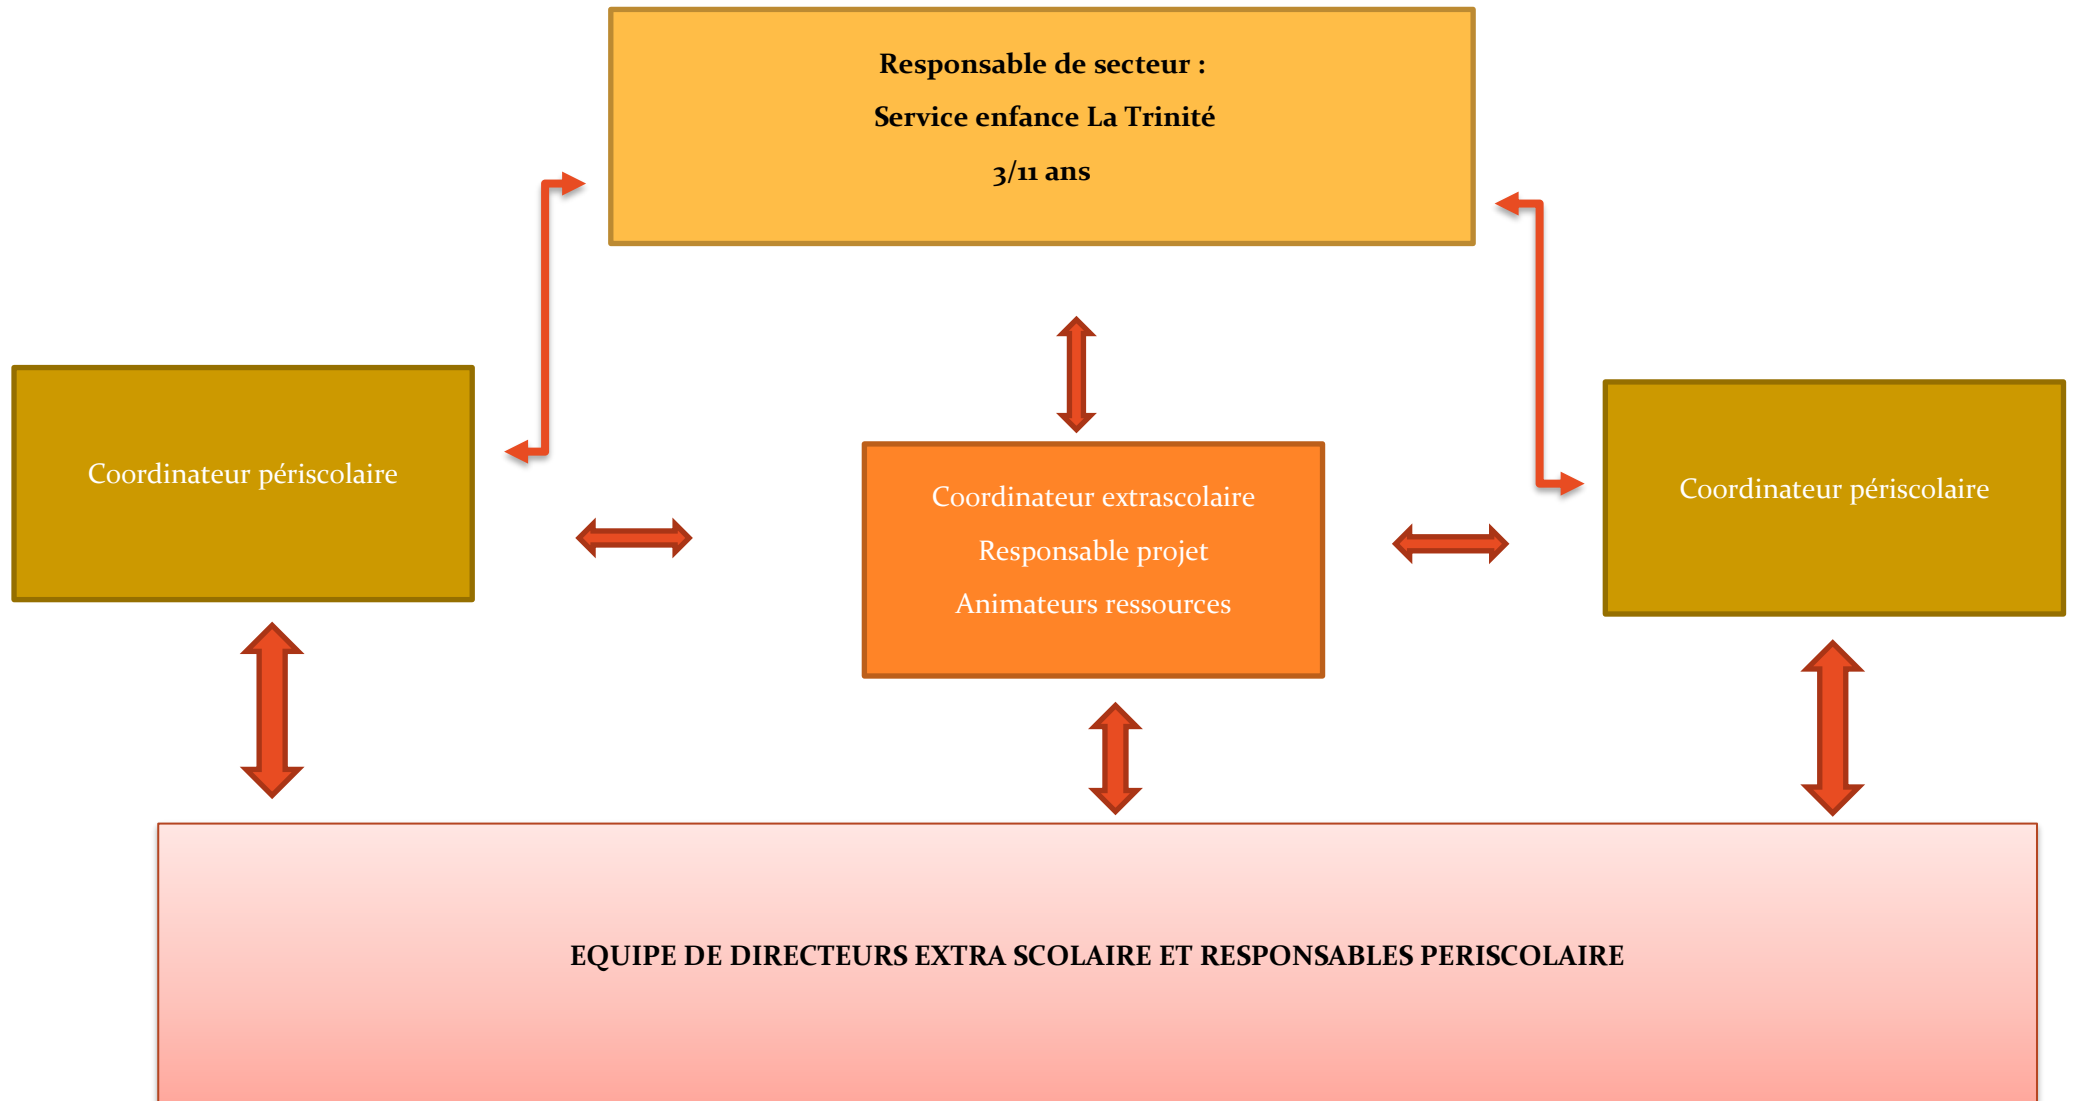 Responsable de secteur :
Service enfance La Trinité
3/11 ans
Coordinateur périscolaire
Coordinateur extrascolaire
Responsable projet
Animateurs ressources
Coordinateur périscolaire
EQUIPE DE DIRECTEURS EXTRA SCOLAIRE ET RESPONSABLES PERISCOLAIRE